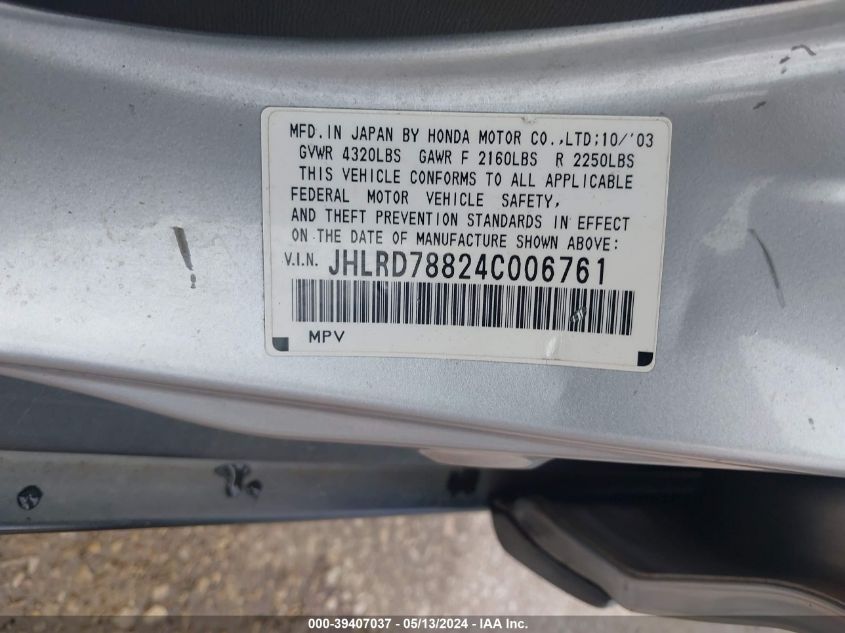 MFD. IN JAPAN BY HONDA MOTOR CO.,LTD;10/'03
GVWR 4320LBS GAWR F 2160LBS R 2250LBS
THIS VEHICLE CONFORMS TO ALL APPLICABLE
FEDERAL MOTOR VEHICLE SAFETY,
AND THEFT PREVENTION STANDARDS IN EFFECT
ON THE DATE OF MANUFACTURE SHOWN ABOVE:
V.I.N. JHLRD78824C006761
MPV
000-39407037 - 05/13/2024 - IAA Inc.